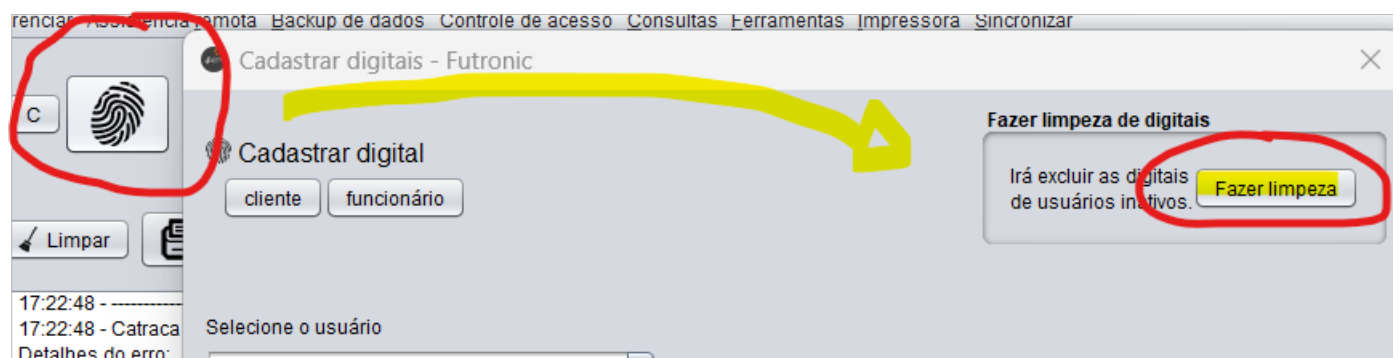 Assistência remota Backup de dados Controle de acesso Consultas Ferramentas Impressora Sincronizar
Cadastrar digitais - Futronic
C
Fazer limpeza de digitais
Cadastrar digital
Irá excluir as digitais
de usuários inativos.
Fazer limpeza
cliente funcionário
Limpar
17:22:48 - ------------
17:22:48 - Catraca
Selecione o usuário
Detalhes do erro: